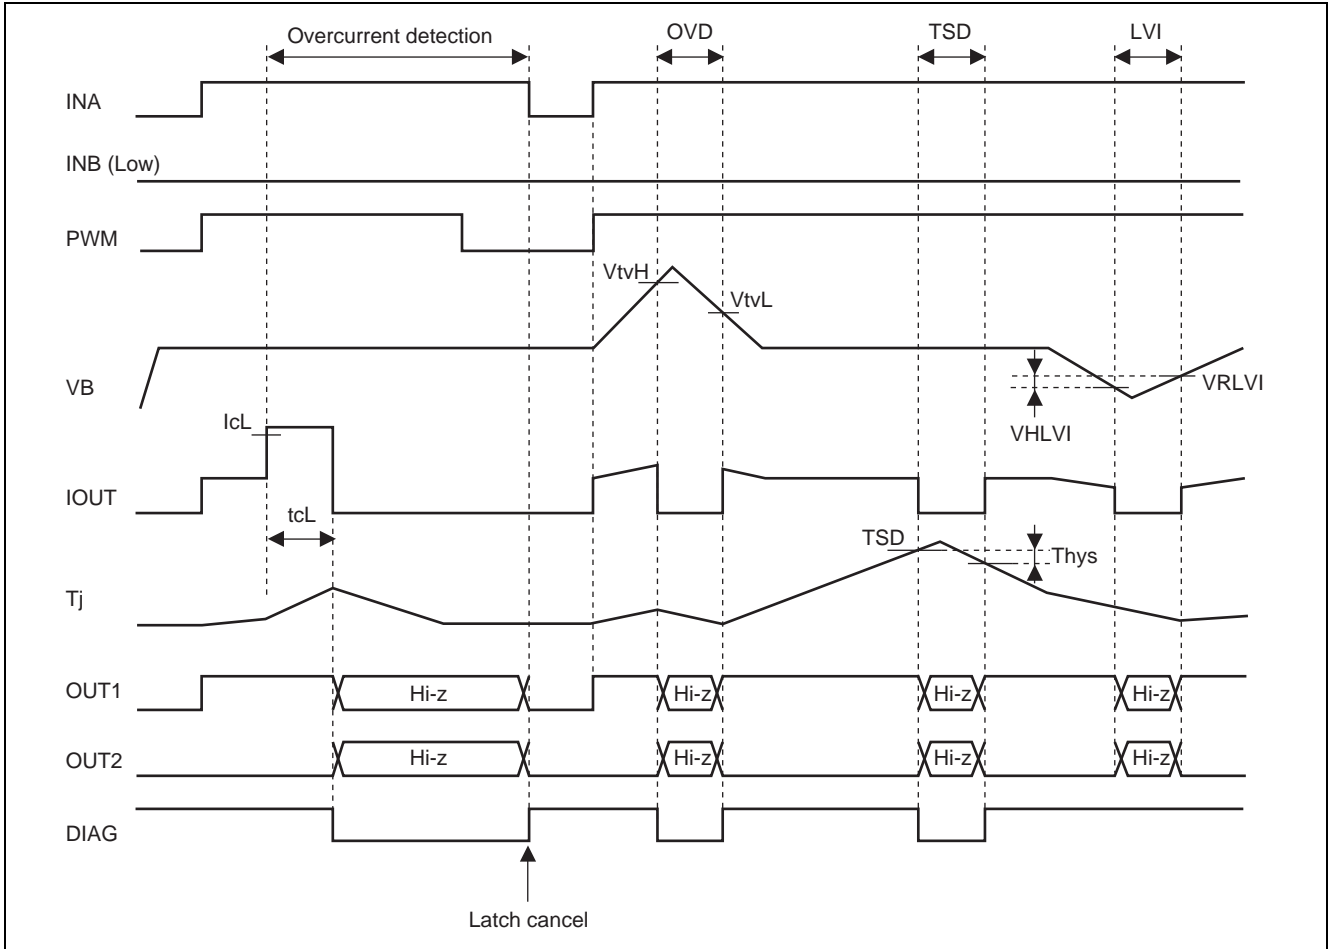 Overcurrent detection
OVD
TSD
LVI
INA
INB (Low)
PWM
VtvH
VtvL
VB
VRLVI
VHLVI
IcL
IOUT
tcL
TSD
Thys
Tj
OUT1
Hi-z
Hi-z
Hi-z
Hi-z
OUT2
Hi-z
Hi-z
Hi-z
Hi-z
DIAG
Latch cancel